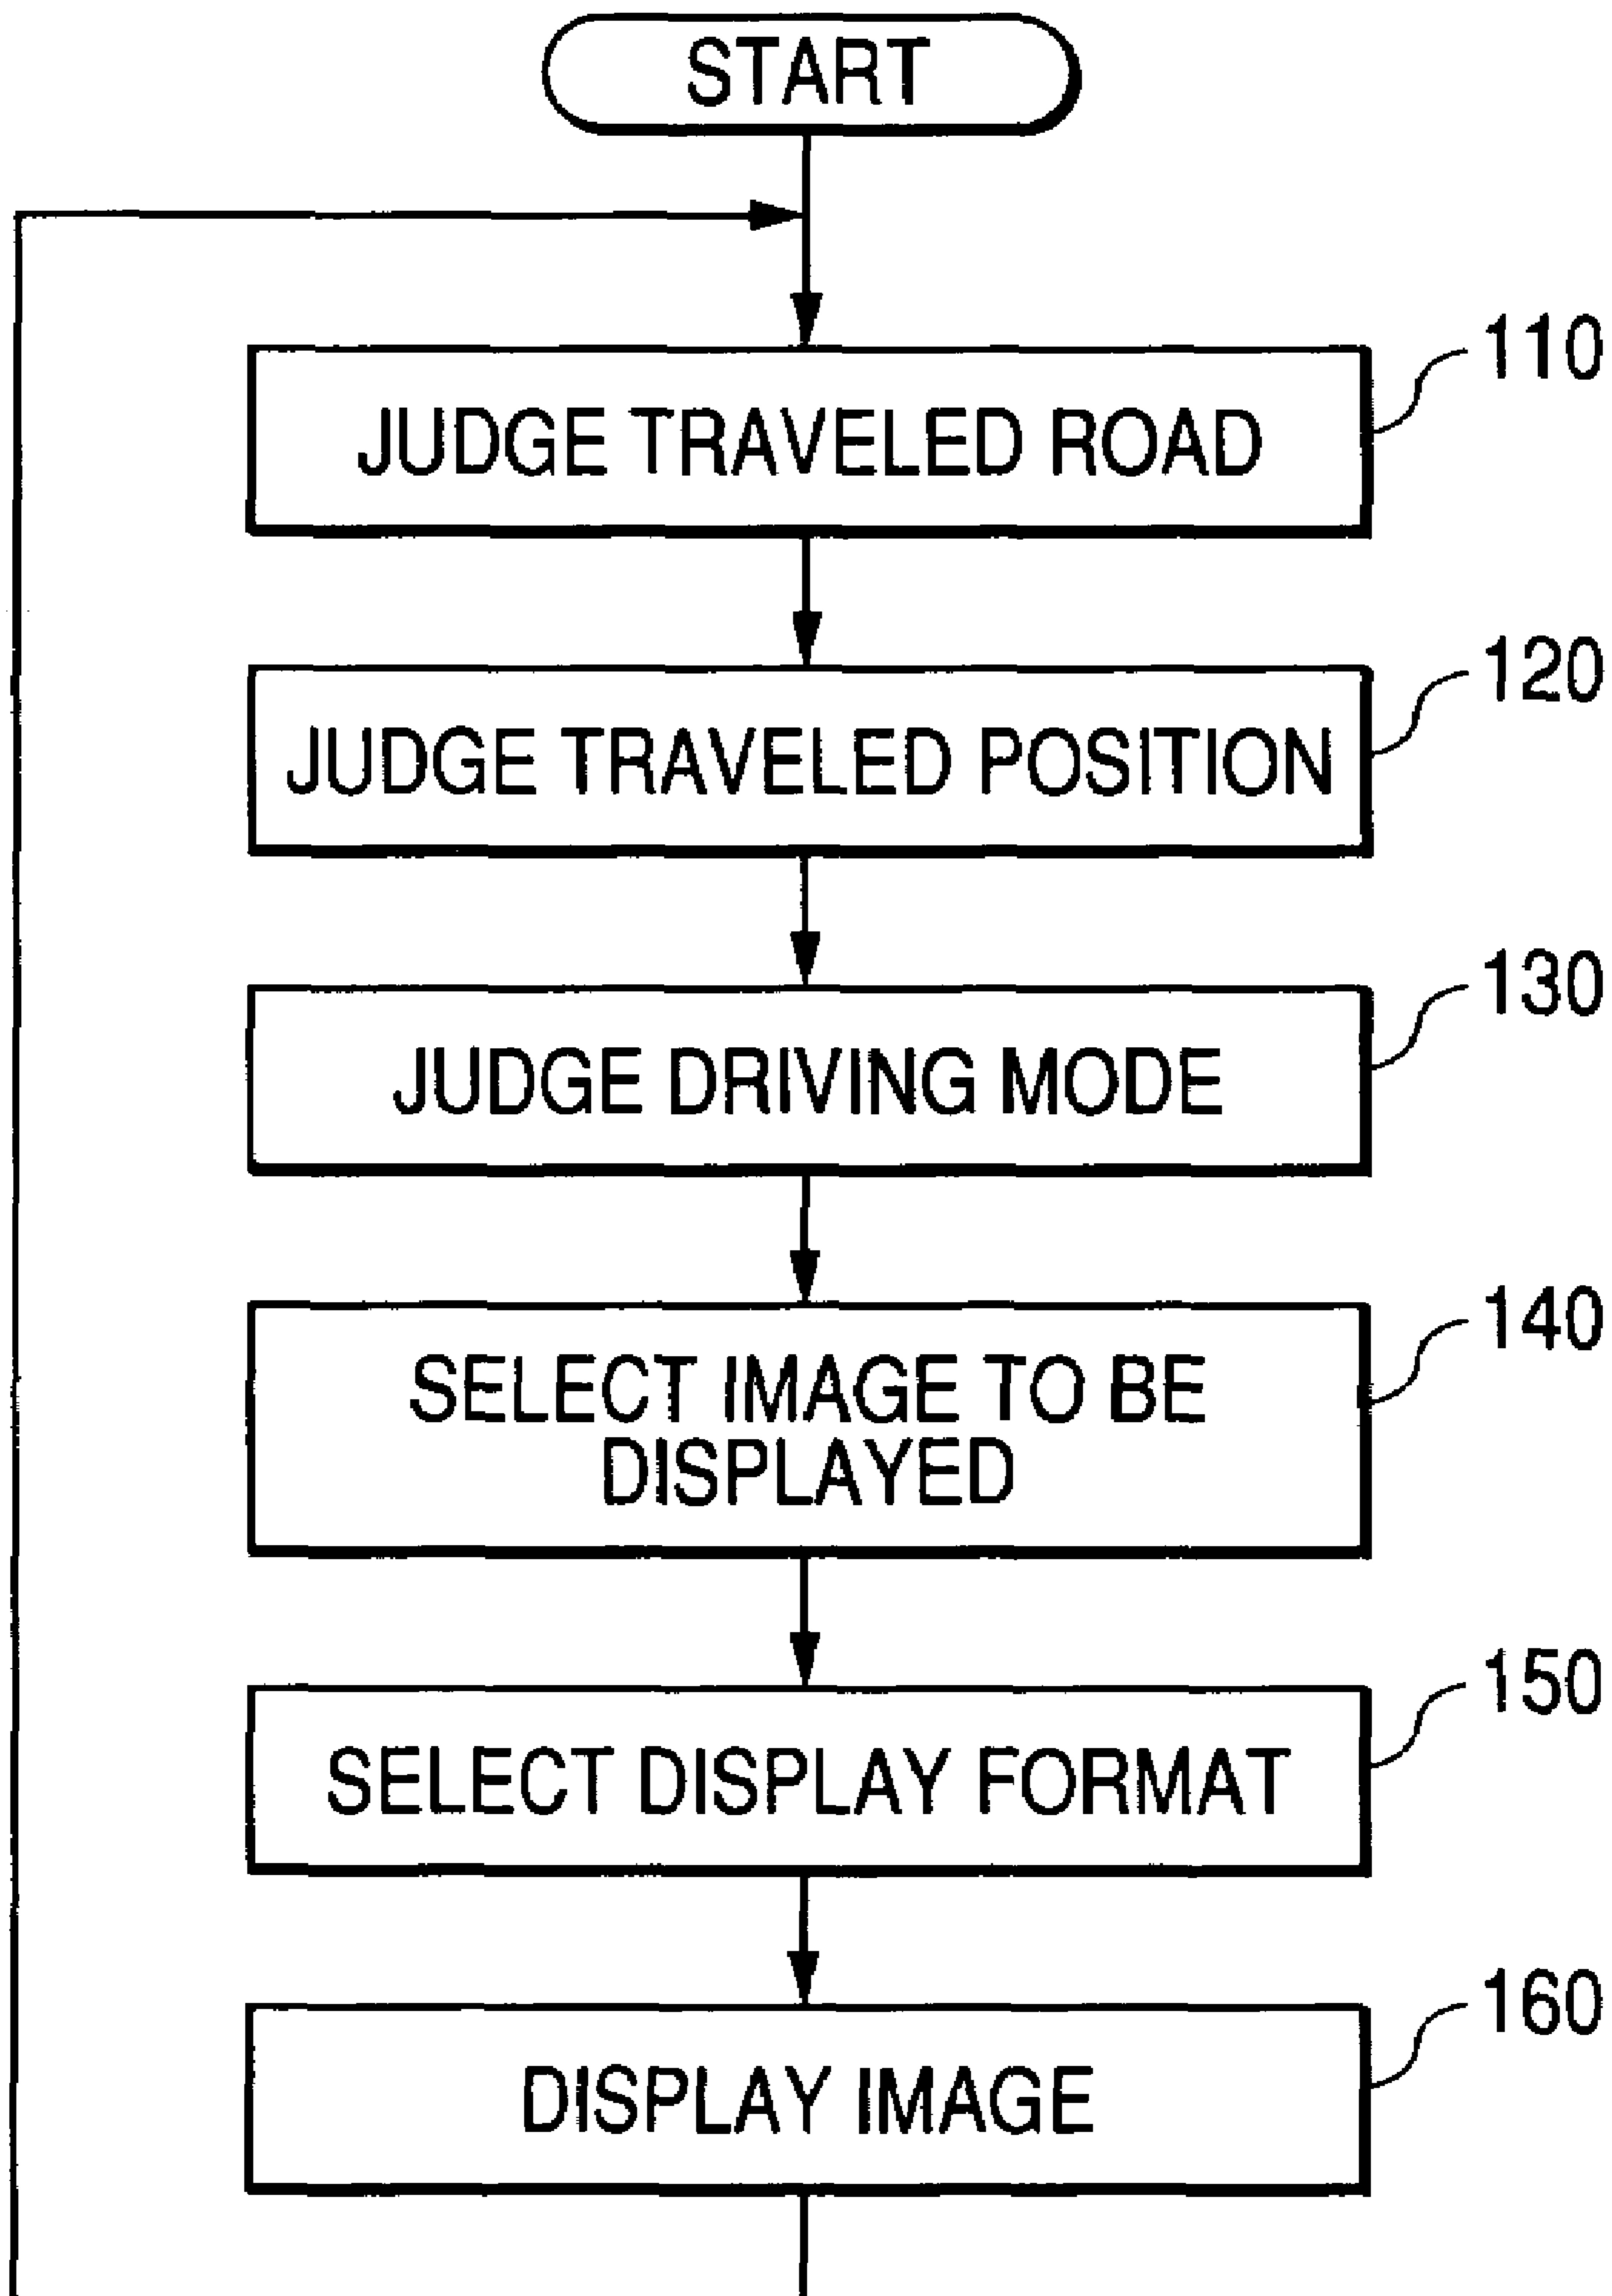 START
110
JUDGE TRAVELED ROAD
120
JUDGE TRAVELED POSITION
130
JUDGE DRIVING MODE
140
SELECT IMAGE TO BE
DISPLAYED
150
SELECT DISPLAY FORMAT
160
DISPLAY IMAGE